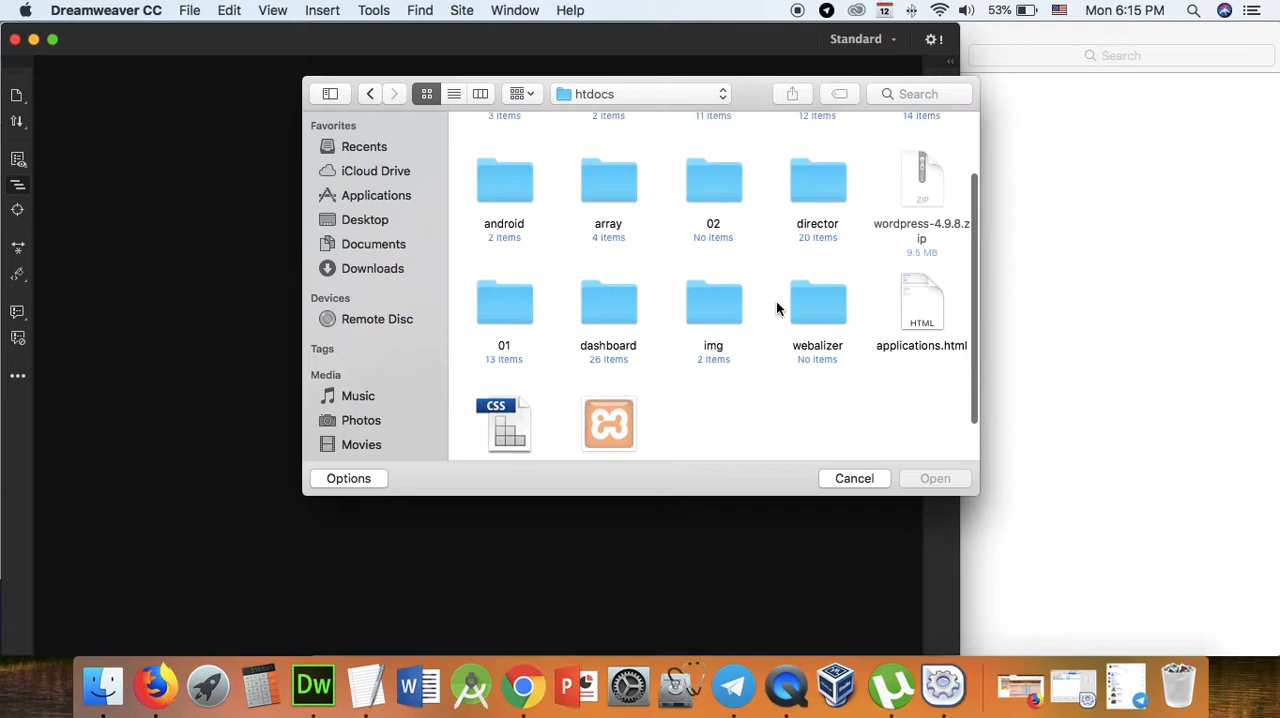 Dreamweaver CC File Edit View Insert Tools Find Site Window Help 12 53% Mon 6:15 PM
Standard !
Search
htdocs Search
Favorites
Recents
iCloud Drive
Applications
Desktop
Documents
Downloads
Devices
Remote Disc
Tags
Media
Music
Photos
Movies
3 items 2 items 11 items 12 items 14 items
ZIP
android array 02 director wordpress-4.9.8.z
ip
2 items 4 items No items 20 items
9.5 MB
HTML
01 dashboard img webalizer applications.html
13 items 26 items 2 items No items
CSS
Options Cancel Open
Dw W P